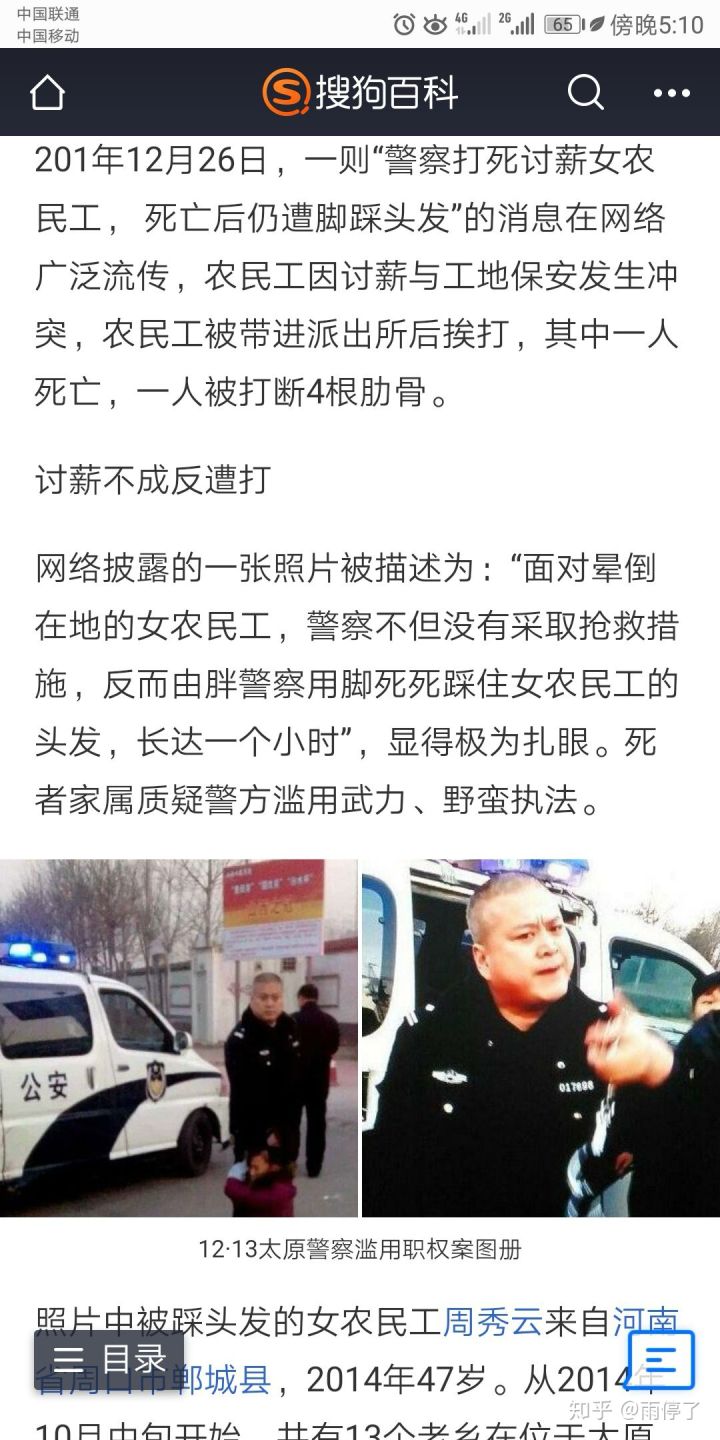 中国联通
中国移动
4G
2G
65
傍晚5:10
搜狗百科
201年12月26日，一则“警察打死讨薪女农
民工， 死亡后仍遭脚踩头发”的消息在网络
广泛流传，农民工因讨薪与工地保安发生冲
突，农民工被带进派出所后挨打，其中一人
死亡，一人被打断4根肋骨。
讨薪不成反遭打
网络披露的一张照片被描述为：“面对晕倒
在地的女农民工，警察不但没有采取抢救措
施，反而由胖警察用脚死死踩住女农民工的
头发，长达一个小时”，显得极为扎眼。死
者家属质疑警方滥用武力、野蛮执法。
公安
017696
12·13太原警察滥用职权案图册
照片中被踩头发的女农民工周秀云来自河南
省周口市郸城县，2014年47岁。从2014年
目录
10月中旬开始，共有13个老乡在位于太原
知乎 @雨停了